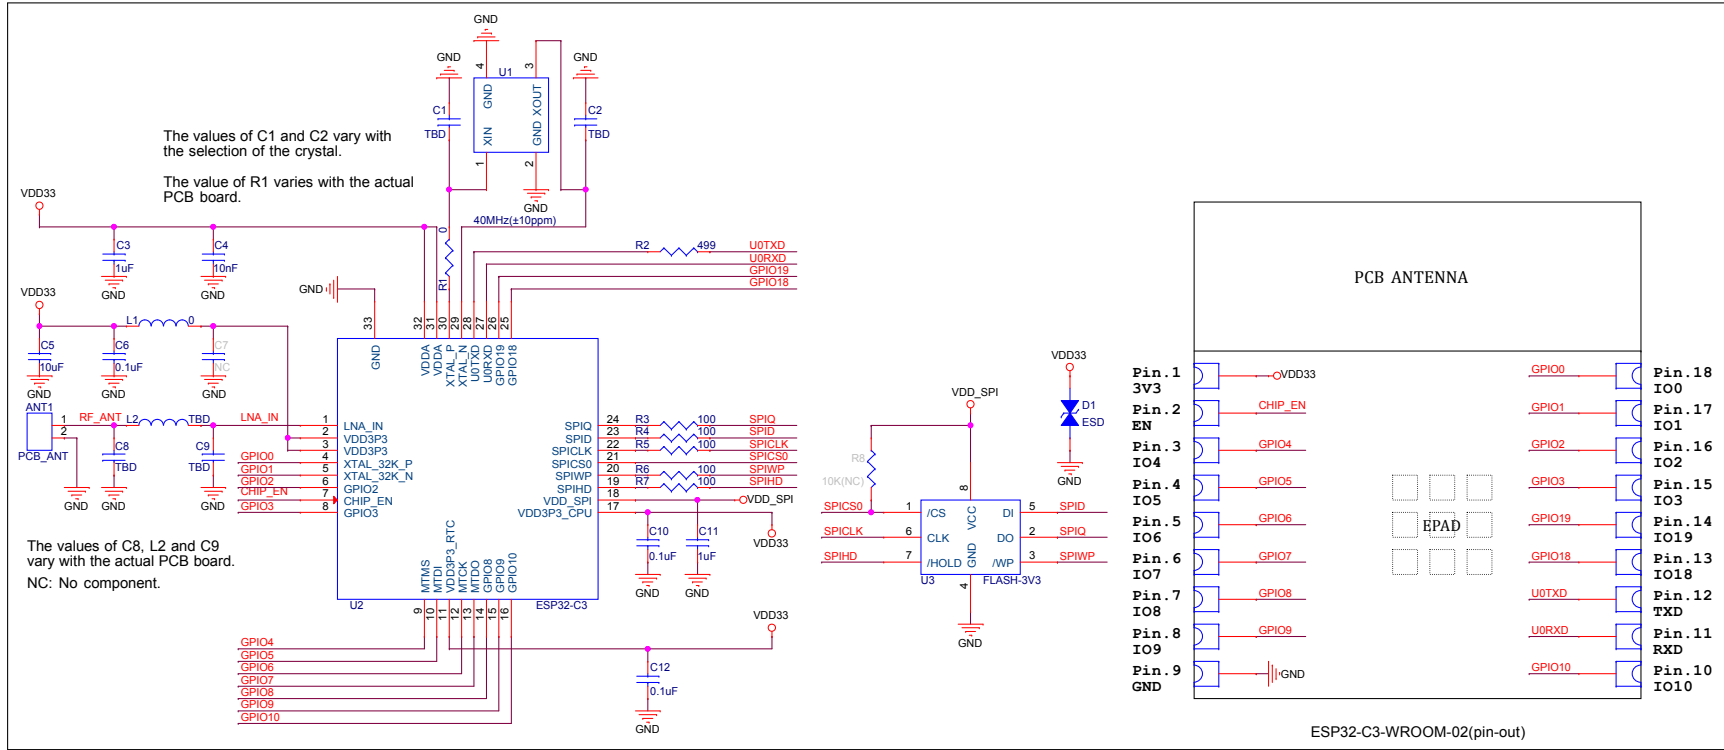 GND
GND
GND
4
3
U1
GND
XOUT
XIN
GND
1
2
C1
TBD
C2
TBD
GND
40MHz(±10ppm)
The values of C1 and C2 vary with
the selection of the crystal.
The value of R1 varies with the actual
PCB board.
VDD33
C3
1uF
GND
C4
10nF
GND
0
R1
R2
499
U0TXD
U0RXD
GPIO19
GPIO18
GND
VDD33
L1
0
C5
10uF
GND
C6
0.1uF
GND
C7
NC
GND
ANT1
1
2
PCB_ANT
RF_ANT
L2
TBD
LNA_IN
C8
TBD
GND
C9
TBD
GND
GND
GPIO0
GPIO1
GPIO2
CHIP_EN
GPIO3
33
32
31
30
29
28
27
26
25
GND
VDDA
VDDA
XTAL_P
XTAL_N
U0TXD
U0RXD
GPIO19
GPIO18
1 LNA_IN
2 VDD3P3
3 VDD3P3
4 XTAL_32K_P
5 XTAL_32K_N
6 GPIO2
7 CHIP_EN
8 GPIO3
SPIQ 24 R3 100 SPIQ
SPID 23 R4 100 SPID
SPICLK 22 R5 100 SPICLK
SPICS0 21 SPICS0
SPIWP 20 R6 100 SPIWP
SPIHD 19 R7 100 SPIHD
VDD_SPI 18 VDD_SPI
VDD3P3_CPU 17
VDD33
C10
0.1uF
GND
C11
1uF
GND
MTMS
MTDI
VDD3P3_RTC
MTCK
MTDO
GPIO8
GPIO9
GPIO10
U2
ESP32-C3
9
10
11
12
13
14
15
16
The values of C8, L2 and C9
vary with the actual PCB board.
NC: No component.
GPIO4
GPIO5
GPIO6
GPIO7
GPIO8
GPIO9
GPIO10
VDD33
C12
0.1uF
GND
VDD_SPI
R8
10K(NC)
8
SPICS0 1 /CS
SPICLK 6 CLK
SPIHD 7 /HOLD
VCC
GND
DI 5 SPID
DO 2 SPIQ
/WP 3 SPIWP
U3
4
FLASH-3V3
GND
VDD33
D1
ESD
GND
PCB ANTENNA
EPAD
Pin.1
3V3
VDD33
Pin.2
EN
CHIP_EN
Pin.3
IO4
GPIO4
Pin.4
IO5
GPIO5
Pin.5
IO6
GPIO6
Pin.6
IO7
GPIO7
Pin.7
IO8
GPIO8
Pin.8
IO9
GPIO9
Pin.9
GND
GND
GPIO0
Pin.18
IO0
GPIO1
Pin.17
IO1
GPIO2
Pin.16
IO2
GPIO3
Pin.15
IO3
GPIO19
Pin.14
IO19
GPIO18
Pin.13
IO18
U0TXD
Pin.12
TXD
U0RXD
Pin.11
RXD
GPIO10
Pin.10
IO10
ESP32-C3-WROOM-02(pin-out)